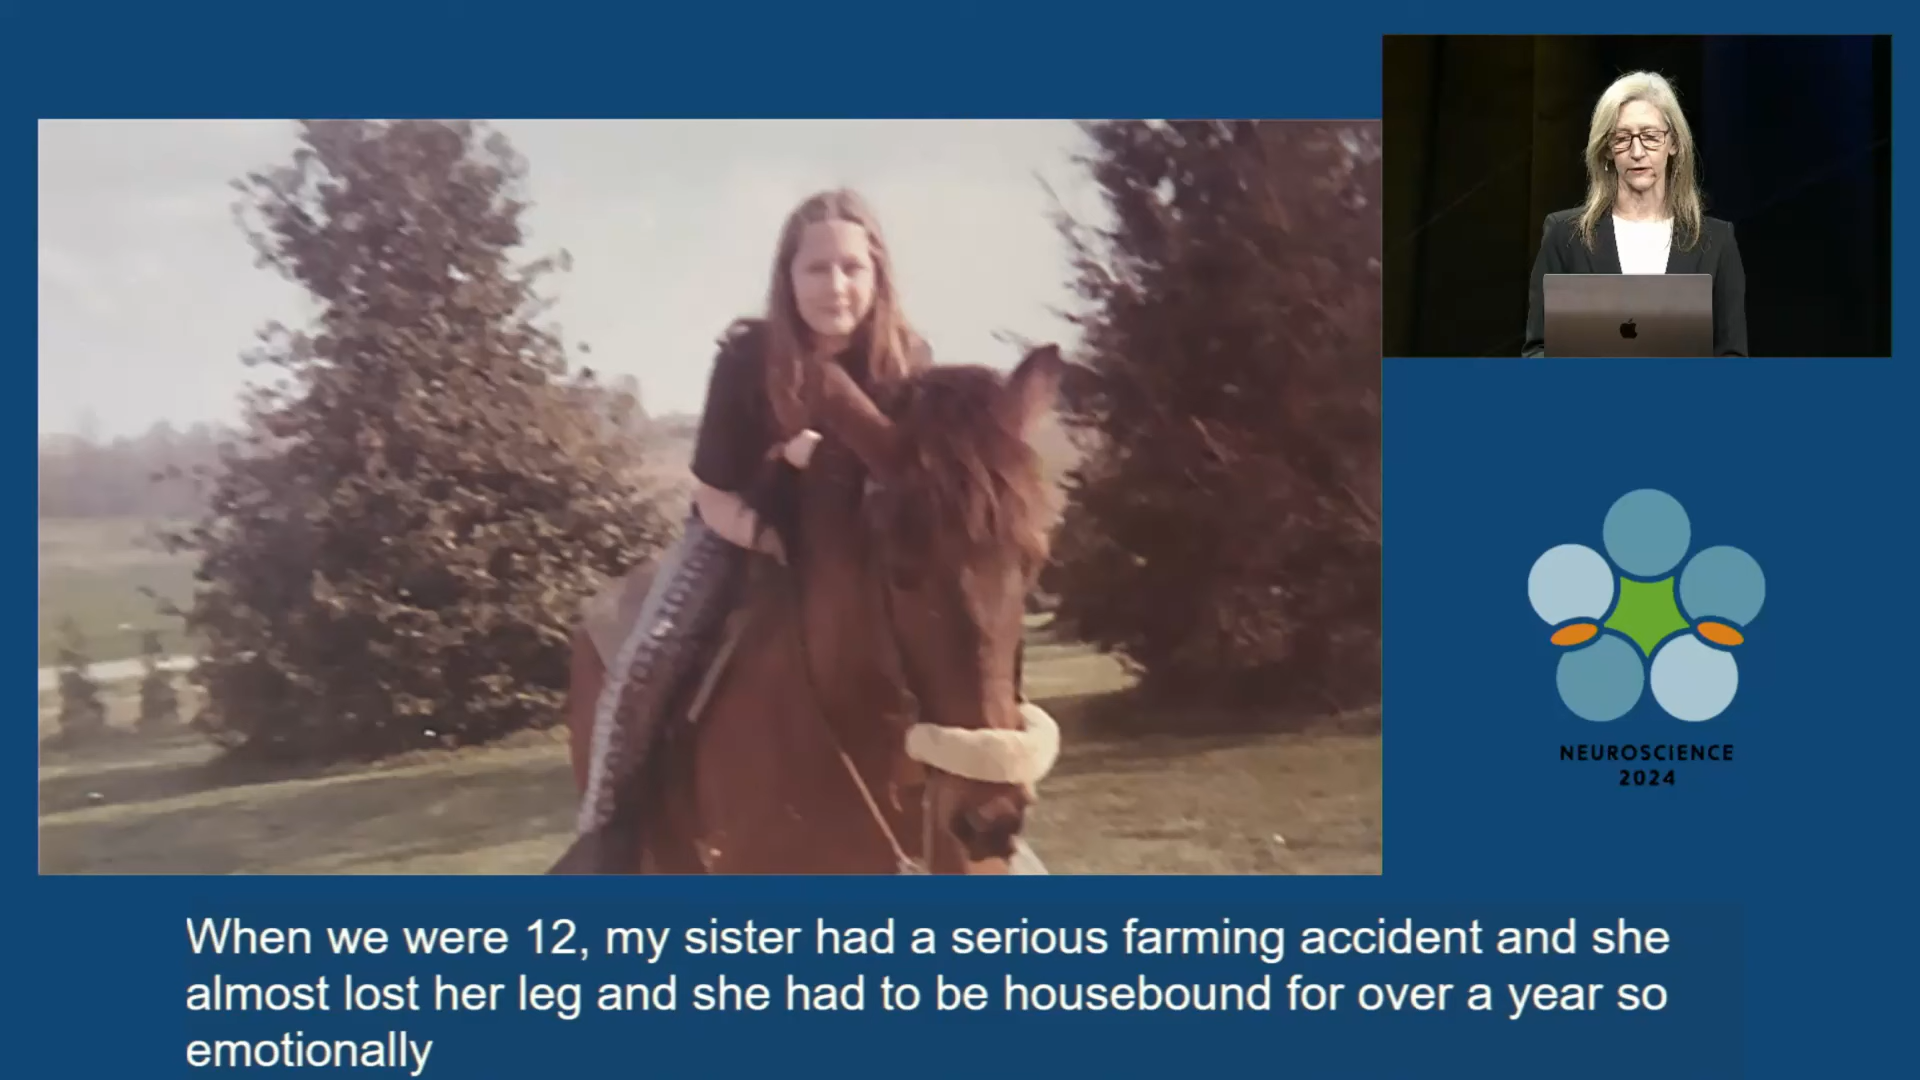 NEUROSCIENCE
2024
When we were 12, my sister had a serious farming accident and she
almost lost her leg and she had to be housebound for over a year so
emotionally